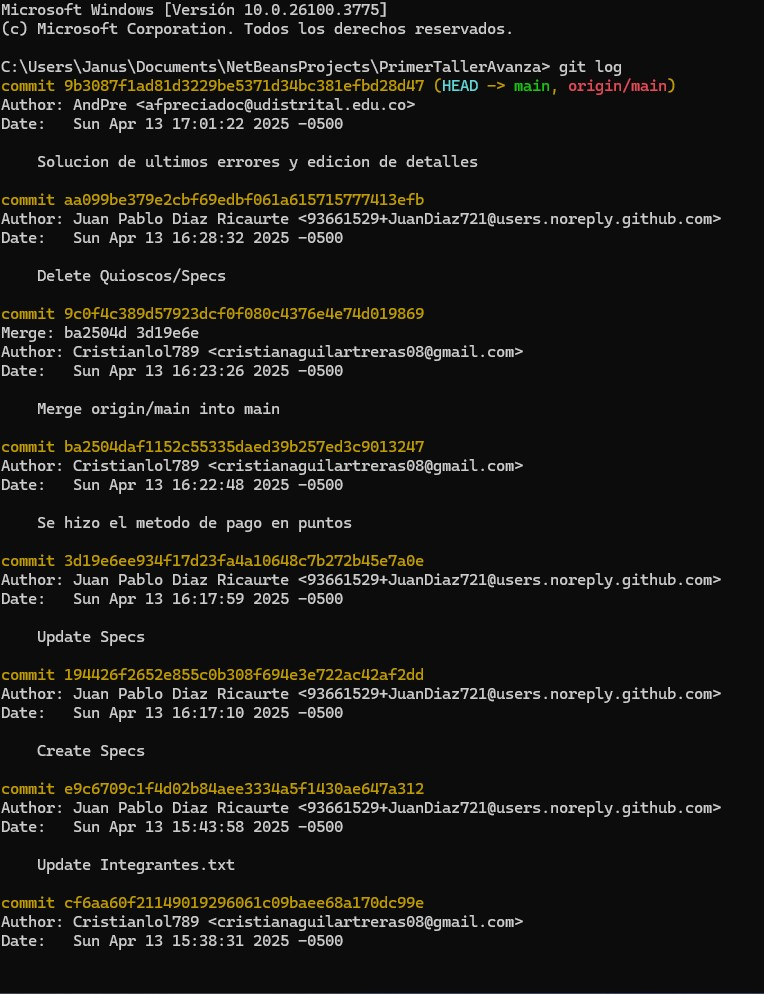 Microsoft Windows [Versión 10.0.26100.3775]
(c) Microsoft Corporation. Todos los derechos reservados.
C:\Users\Janus\Documents\NetBeansProjects\PrimerTallerAvanza> git log
commit 9b3087f1ad81d3229be5371d34bc381efbd28d47 (HEAD -> main, origin/main)
Author: AndPre <afpreciadoc@udistrital.edu.co>
Date:   Sun Apr 13 17:01:22 2025 -0500
Solucion de ultimos errores y edicion de detalles
commit aa099be379e2cbf69edbf061a615715777413efb
Author: Juan Pablo Diaz Ricaurte <93661529+JuanDiaz721@users.noreply.github.com>
Date:   Sun Apr 13 16:28:32 2025 -0500
Delete Quioscos/Specs
commit 9c0f4c389d57923dcf0f080c4376e4e74d019869
Merge: ba2504d 3d19e6e
Author: Cristianlol789 <cristianaguilartreras08@gmail.com>
Date:   Sun Apr 13 16:23:26 2025 -0500
Merge origin/main into main
commit ba2504daf1152c55335daed39b257ed3c9013247
Author: Cristianlol789 <cristianaguilartreras08@gmail.com>
Date:   Sun Apr 13 16:22:48 2025 -0500
Se hizo el metodo de pago en puntos
commit 3d19e6ee934f17d23fa4a10648c7b272b45e7a0e
Author: Juan Pablo Diaz Ricaurte <93661529+JuanDiaz721@users.noreply.github.com>
Date:   Sun Apr 13 16:17:59 2025 -0500
Update Specs
commit 194426f2652e855c0b308f694e3e722ac42af2dd
Author: Juan Pablo Diaz Ricaurte <93661529+JuanDiaz721@users.noreply.github.com>
Date:   Sun Apr 13 16:17:10 2025 -0500
Create Specs
commit e9c6709c1f4d02b84aee3334a5f1430ae647a312
Author: Juan Pablo Diaz Ricaurte <93661529+JuanDiaz721@users.noreply.github.com>
Date:   Sun Apr 13 15:43:58 2025 -0500
Update Integrantes.txt
commit cf6aa60f21149019296061c09baee68a170dc99e
Author: Cristianlol789 <cristianaguilartreras08@gmail.com>
Date:   Sun Apr 13 15:38:31 2025 -0500